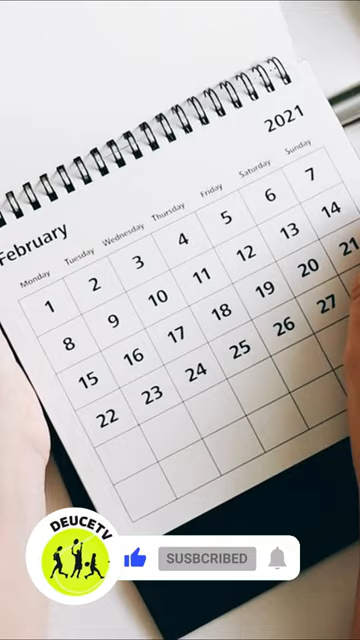 2021
February
Monday Tuesday Wednesday Thursday Friday Saturday Sunday
1 2 3 4 5 6 7
8 9 10 11 12 13 14
15 16 17 18 19 20 21
22 23 24 25 26 27
DEUCETV
SUSBCRIBED